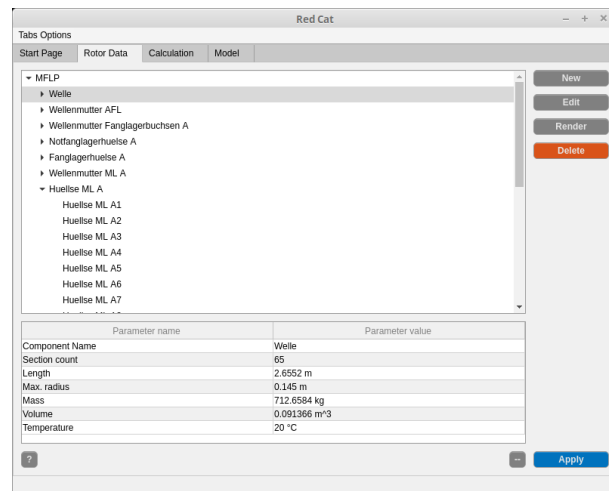 Red Cat
Tabs Options
Start Page Rotor Data Calculation Model
MFLP
Welle
Wellenmutter AFL
Wellenmutter Fanglagerbuchsen A
Notfanglagerhuelse A
Fanglagerhuelse A
Wellenmutter ML A
Huellse ML A
Huellse ML A1
Huellse ML A2
Huellse ML A3
Huellse ML A4
Huellse ML A5
Huellse ML A6
Huellse ML A7
New
Edit
Render
Delete
Parameter name Parameter value
Component Name Welle
Section count 65
Length 2.6552 m
Max. radius 0.145 m
Mass 712.6584 kg
Volume 0.091366 m^3
Temperature 20 °C
? ... Apply